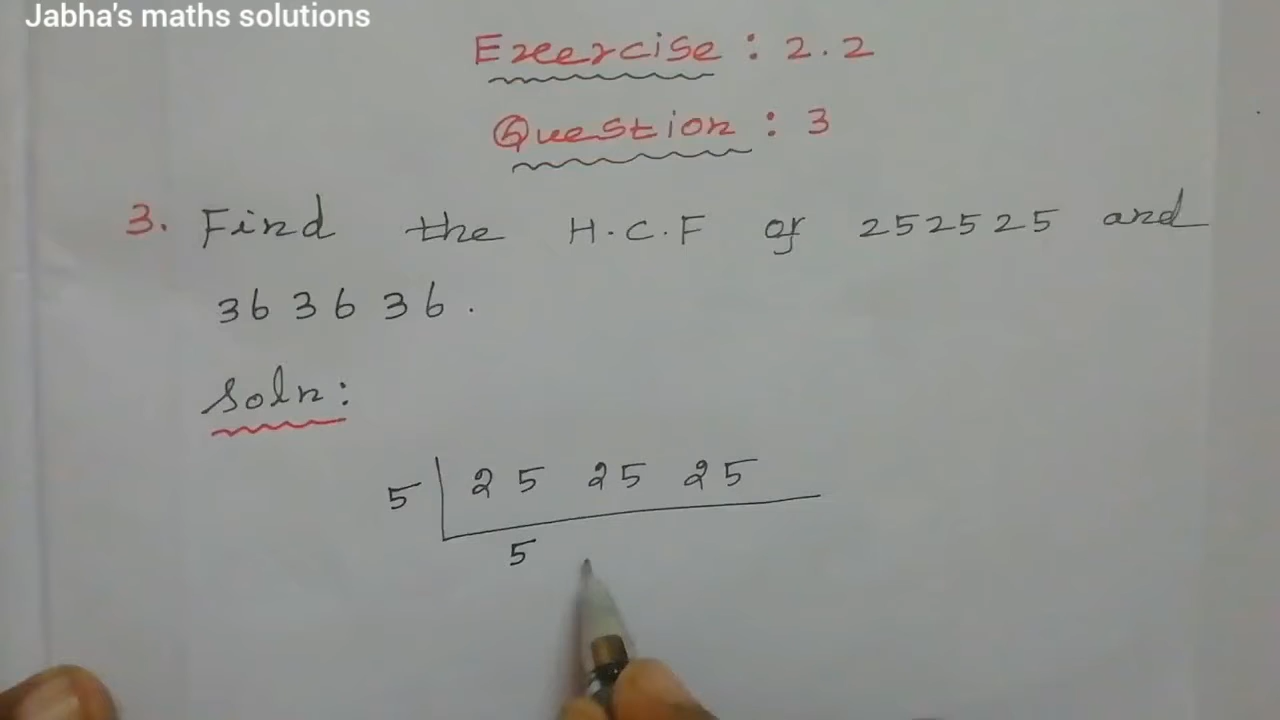 Jabha's maths solutions
Exercise : 2.2
Question : 3
3. Find the H.C.F of 252525 and
363636.
Soln:
5 25 25 25
5